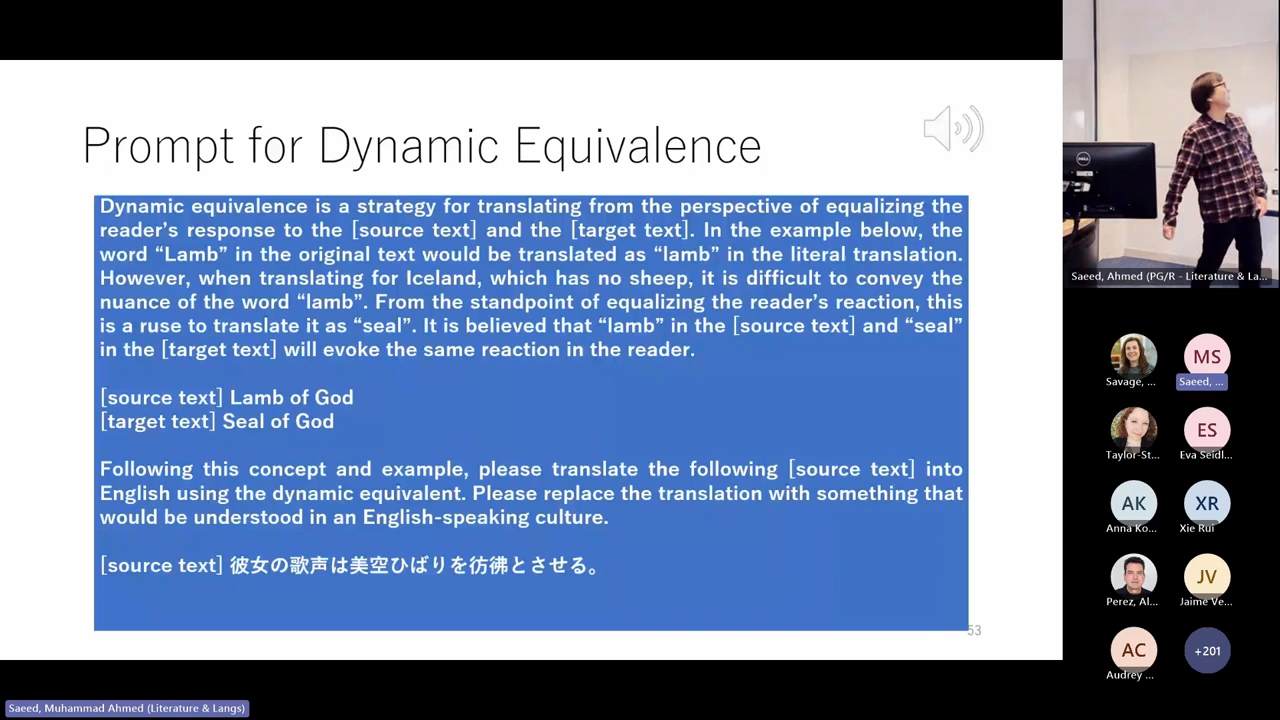 Prompt for Dynamic Equivalence
Dynamic equivalence is a strategy for translating from the perspective of equalizing the
reader's response to the [source text] and the [target text]. In the example below, the
word “Lamb” in the original text would be translated as “lamb” in the literal translation.
However, when translating for Iceland, which has no sheep, it is difficult to convey the
nuance of the word “lamb”. From the standpoint of equalizing the reader's reaction, this
is a ruse to translate it as “seal”. It is believed that “lamb” in the [source text] and “seal”
in the [target text] will evoke the same reaction in the reader.
[source text] Lamb of God
[target text] Seal of God
Following this concept and example, please translate the following [source text] into
English using the dynamic equivalent. Please replace the translation with something that
would be understood in an English-speaking culture.
[source text] 彼女の歌声は美空ひばりを彷彿とさせる。
53
DELL
Saeed, Ahmed (PG/R - Literature & La...
MS
Savage, ...
Saeed, ...
ES
Taylor-St...
Eva Seidl...
AK
XR
Anna Ko...
Xie Rui
JV
Perez, Al...
Jaime Ve...
AC
+201
Audrey ...
Saeed, Muhammad Ahmed (Literature & Langs)